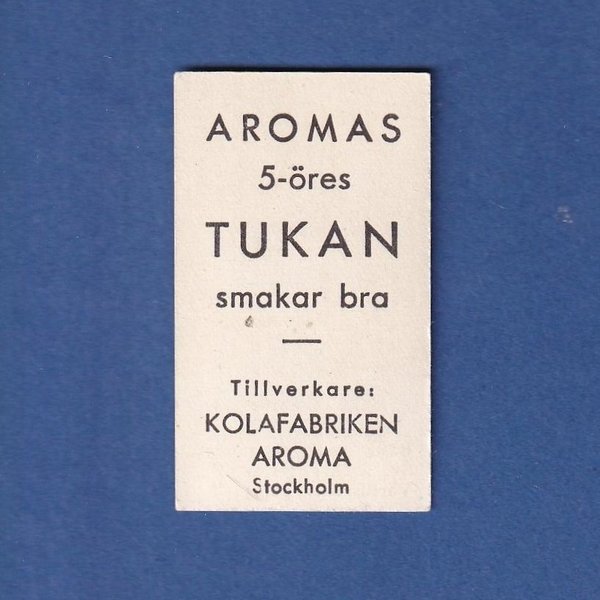 AROMAS
5-öres
TUKAN
smakar bra
Tillverkare:
KOLAFABRIKEN
AROMA
Stockholm